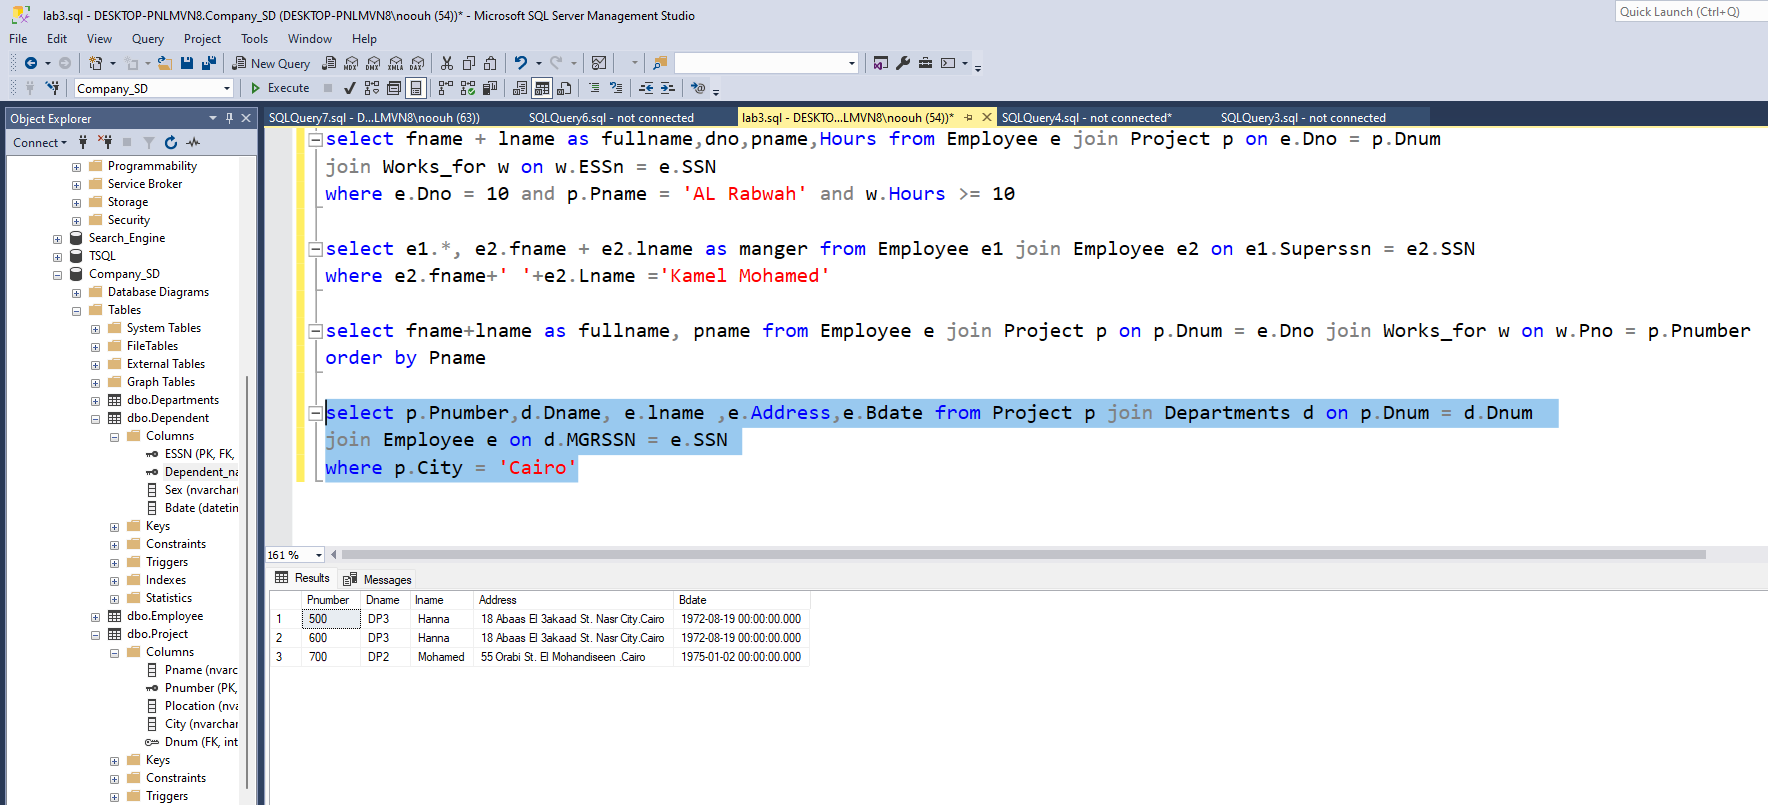 lab3.sql - DESKTOP-PNLMVN8.Company_SD (DESKTOP-PNLMVN8\noouh (54))* - Microsoft SQL Server Management Studio
Quick Launch (Ctrl+Q)
File Edit View Query Project Tools Window Help
New Query MDX DMX XMLA DAX
Company_SD Execute
Object Explorer
Connect
Programmability
Service Broker
Storage
Security
Search_Engine
TSQL
Company_SD
Database Diagrams
Tables
System Tables
FileTables
External Tables
Graph Tables
dbo.Departments
dbo.Dependent
Columns
ESSN (PK, FK,
Dependent_na
Sex (nvarchar(
Bdate (datetin
Keys
Constraints
Triggers
Indexes
Statistics
dbo.Employee
dbo.Project
Columns
Pname (nvarc
Pnumber (PK,
Plocation (nva
City (nvarchar
Dnum (FK, int
Keys
Constraints
Triggers
SQLQuery7.sql - D...LMVN8\noouh (63)) SQLQuery6.sql - not connected lab3.sql - DESKTO...LMVN8\noouh (54))* SQLQuery4.sql - not connected* SQLQuery3.sql - not connected
select fname + lname as fullname,dno,pname,Hours from Employee e join Project p on e.Dno = p.Dnum
join Works_for w on w.ESSn = e.SSN
where e.Dno = 10 and p.Pname = 'AL Rabwah' and w.Hours >= 10
select e1.*, e2.fname + e2.lname as manger from Employee e1 join Employee e2 on e1.Superssn = e2.SSN
where e2.fname+' '+e2.Lname ='Kamel Mohamed'
select fname+lname as fullname, pname from Employee e join Project p on p.Dnum = e.Dno join Works_for w on w.Pno = p.Pnumber
order by Pname
select p.Pnumber,d.Dname, e.lname ,e.Address,e.Bdate from Project p join Departments d on p.Dnum = d.Dnum
join Employee e on d.MGRSSN = e.SSN
where p.City = 'Cairo'
161 %
Results Messages
Pnumber Dname lname Address Bdate
1 500 DP3 Hanna 18 Abaas El 3akaad St. Nasr City.Cairo 1972-08-19 00:00:00.000
2 600 DP3 Hanna 18 Abaas El 3akaad St. Nasr City.Cairo 1972-08-19 00:00:00.000
3 700 DP2 Mohamed 55 Orabi St. El Mohandiseen .Cairo 1975-01-02 00:00:00.000